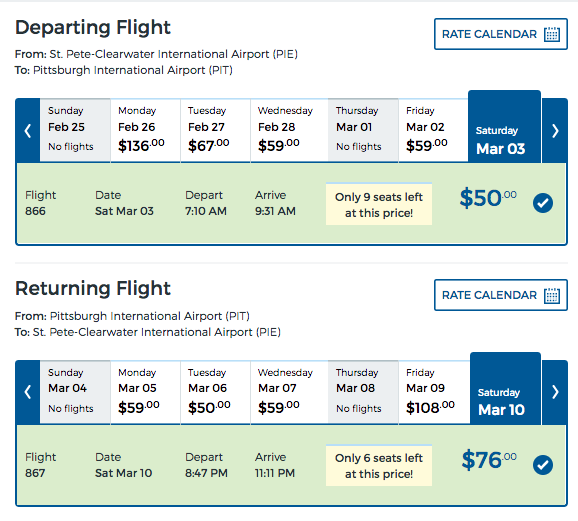 Departing Flight
RATE CALENDAR
From: St. Pete-Clearwater International Airport (PIE)
To: Pittsburgh International Airport (PIT)
Sunday Monday Tuesday Wednesday Thursday Friday Saturday
Feb 25 Feb 26 Feb 27 Feb 28 Mar 01 Mar 02 Mar 03
No flights $136.00 $67.00 $59.00 No flights $59.00
Flight Date Depart Arrive Only 9 seats left $50.00
866 Sat Mar 03 7:10 AM 9:31 AM at this price!
Returning Flight
RATE CALENDAR
From: Pittsburgh International Airport (PIT)
To: St. Pete-Clearwater International Airport (PIE)
Sunday Monday Tuesday Wednesday Thursday Friday Saturday
Mar 04 Mar 05 Mar 06 Mar 07 Mar 08 Mar 09 Mar 10
No flights $59.00 $50.00 $59.00 No flights $108.00
Flight Date Depart Arrive Only 6 seats left $76.00
867 Sat Mar 10 8:47 PM 11:11 PM at this price!